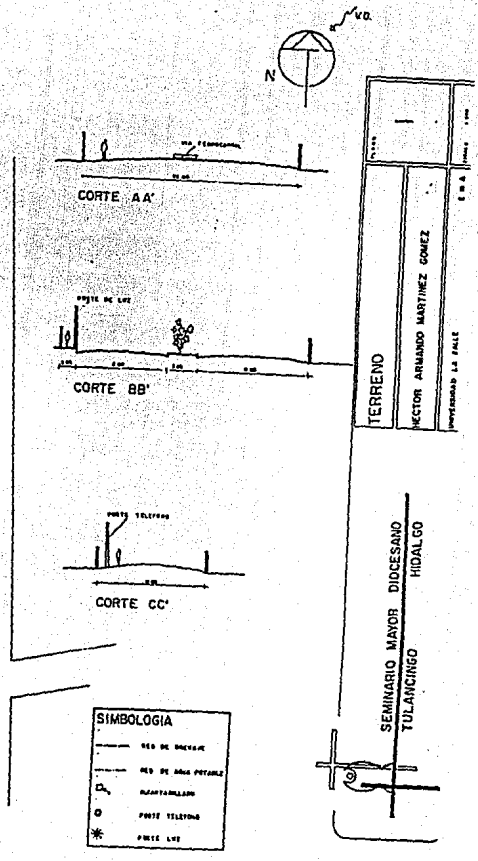 V.D.
N
VIA FERROCARRIL
CORTE AA'
POSTE DE LUZ
CORTE BB'
POSTE TELEFONO
CORTE CC'
SIMBOLOGIA
RED DE DRENAJE
RED DE AGUA POTABLE
ALCANTARILLADO
POSTE TELEFONO
POSTE LUZ
PLANO
TERRENO
HECTOR ARMANDO MARTINEZ GOMEZ
UNIVERSIDAD LA SALLE
E M A
SEMINARIO MAYOR DIOCESANO
TULANCINGO HIDALGO